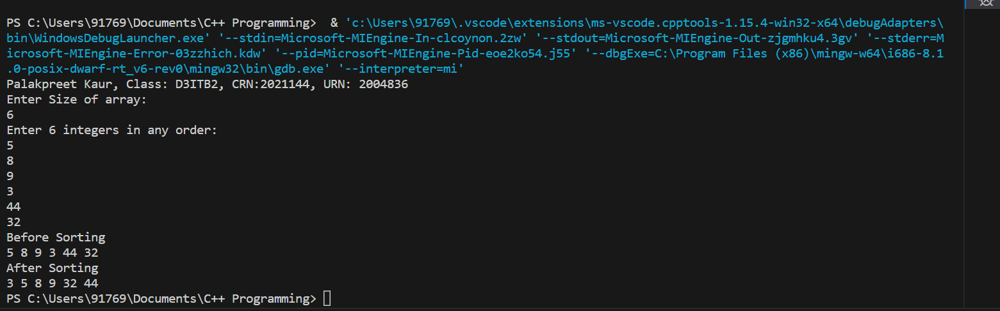 PS C:\Users\91769\Documents\C++ Programming>  & 'c:\Users\91769\.vscode\extensions\ms-vscode.cpptools-1.15.4-win32-x64\debugAdapters\
bin\WindowsDebugLauncher.exe' '--stdin=Microsoft-MIEngine-In-clcoynon.2zw' '--stdout=Microsoft-MIEngine-Out-zjgmhku4.3gv' '--stderr=M
icrosoft-MIEngine-Error-03zzhich.kdw' '--pid=Microsoft-MIEngine-Pid-eoe2ko54.j55' '--dbgExe=C:\Program Files (x86)\mingw-w64\i686-8.1
.0-posix-dwarf-rt_v6-rev0\mingw32\bin\gdb.exe' '--interpreter=mi'
Palakpreet Kaur, Class: D3ITB2, CRN:2021144, URN: 2004836
Enter Size of array:
6
Enter 6 integers in any order:
5
8
9
3
44
32
Before Sorting
5 8 9 3 44 32
After Sorting
3 5 8 9 32 44
PS C:\Users\91769\Documents\C++ Programming>